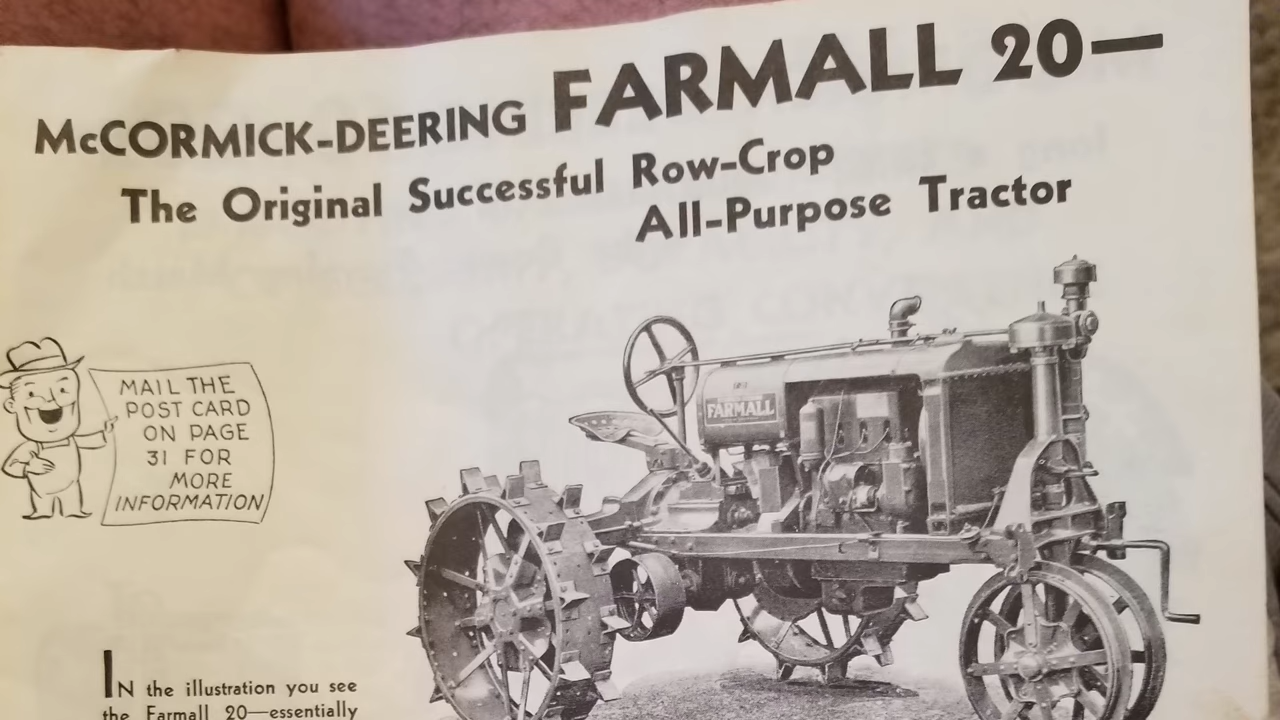 McCORMICK-DEERING FARMALL 20—
The Original Successful Row-Crop
All-Purpose Tractor
MAIL THE
POST CARD
ON PAGE
31 FOR
MORE
INFORMATION
FARMALL
IN the illustration you see
the Farmall 20—essentially